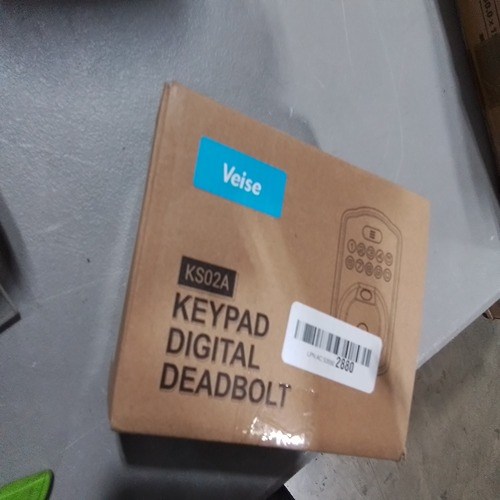 Veise
KS02A
KEYPAD
DIGITAL
DEADBOLT
2880